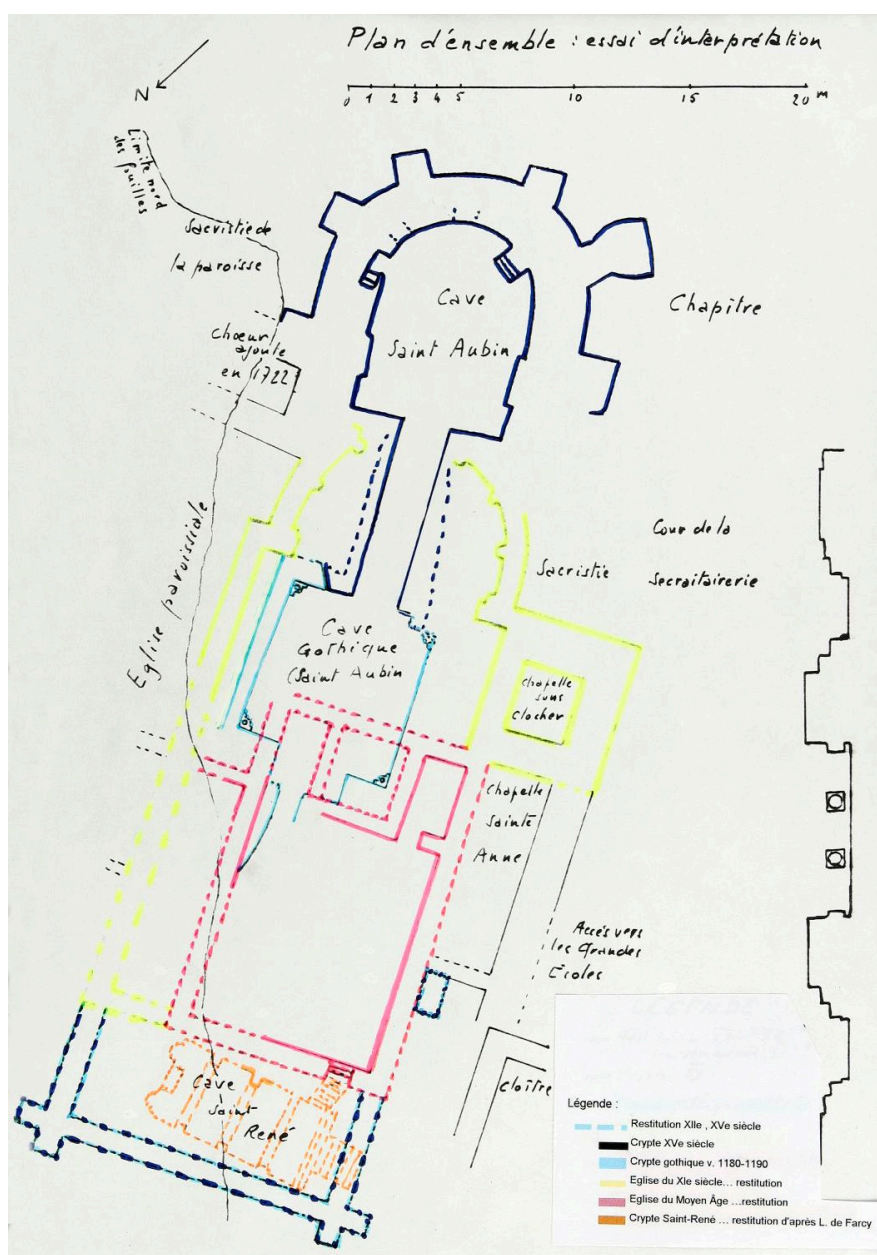 Plan d'ensemble : essai d'interprétation
N
0 1 2 3 4 5 10 15 20 m
Limite nord
des fouilles
Sacristie de
la paroisse
Chœur
ajouté
en 1722
Cave
Saint Aubin
Chapitre
Eglise paroissiale
Cave
Gothique
(Saint Aubin
Sacristie
Cour de la
Secraitairerie
Chapelle
sous
Clocher
Chapelle
Sainte
Anne
Accès vers
les Grandes
Ecoles
Cloître
Cave
Saint
René
Légende :
Restitution XIIe , XVe siècle
Crypte XVe siècle
Crypte gothique v. 1180-1190
Eglise du XIe siècle... restitution
Eglise du Moyen Âge ...restitution
Crypte Saint-René ... restitution d'après L. de Farcy